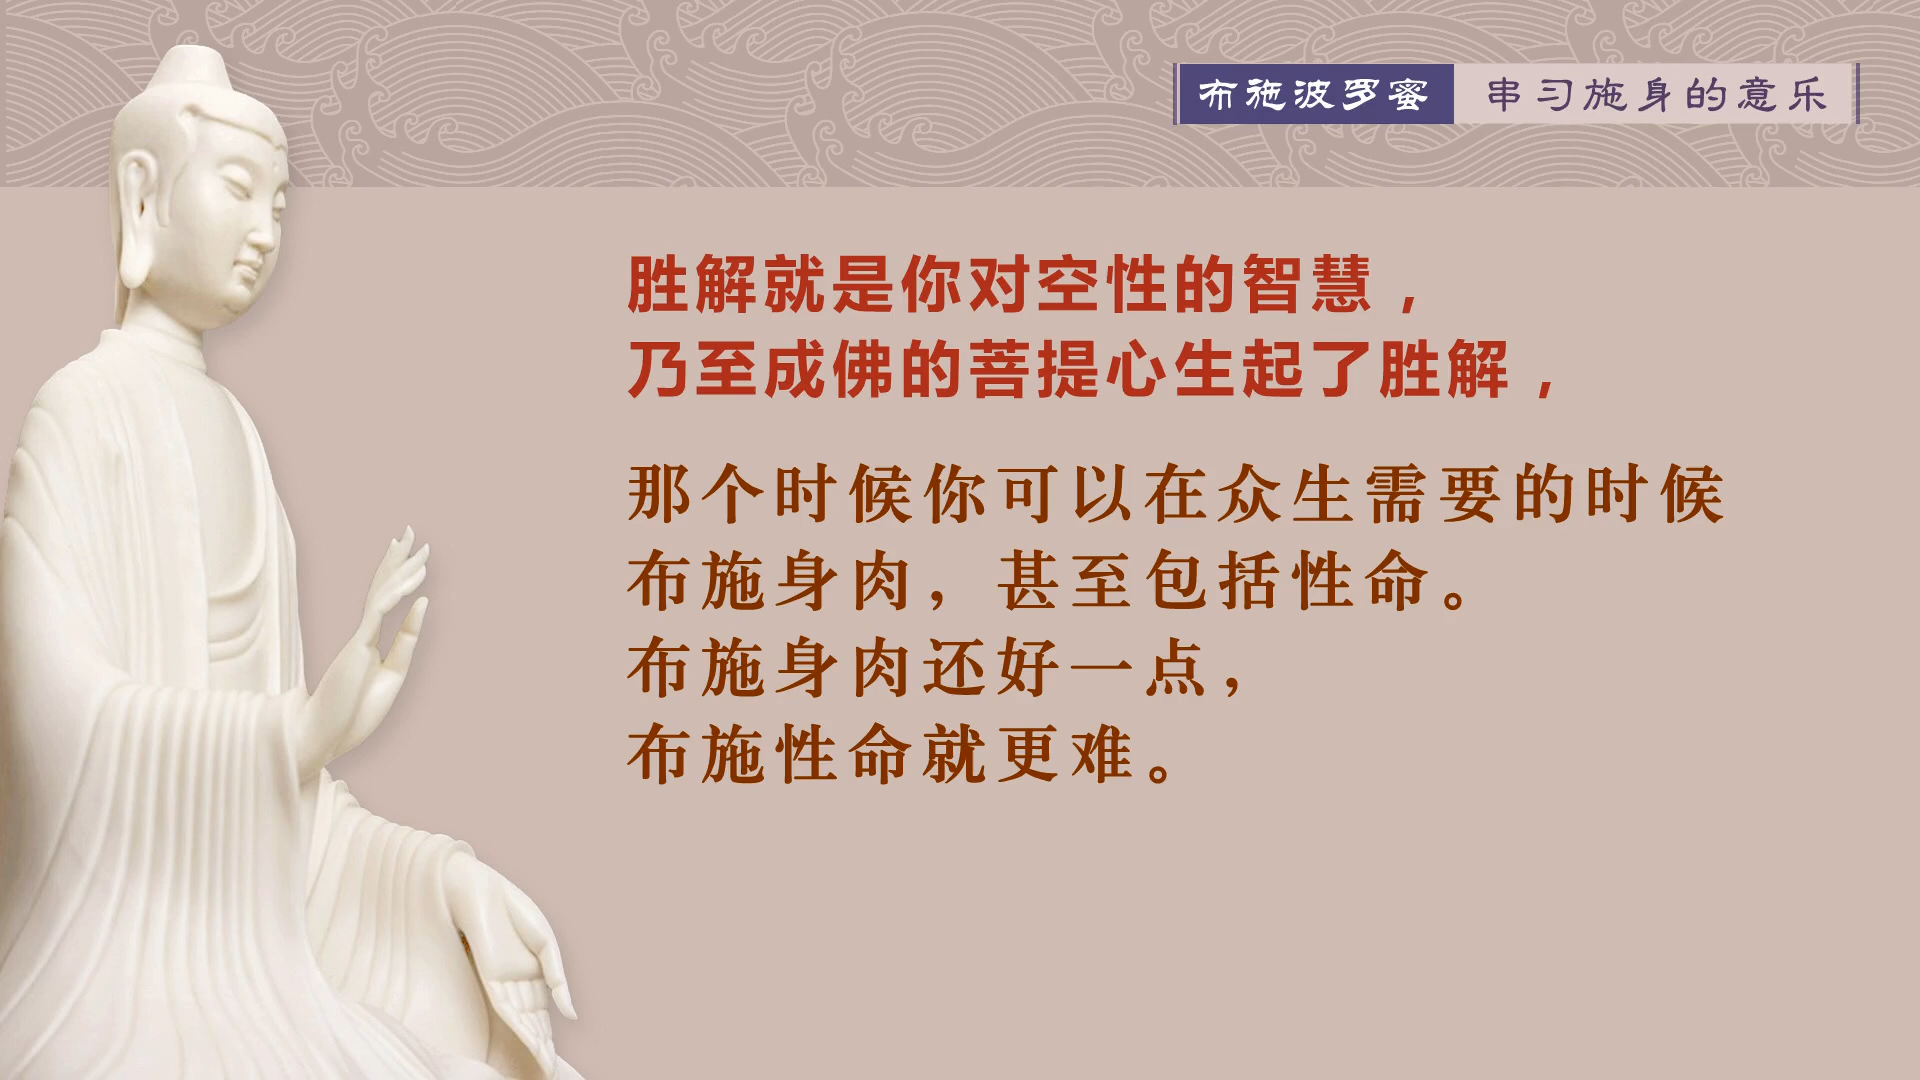 布施波罗蜜 串习施身的意乐
胜解就是你对空性的智慧，
乃至成佛的菩提心生起了胜解，
那个时候你可以在众生需要的时候
布施身肉，甚至包括性命。
布施身肉还好一点，
布施性命就更难。